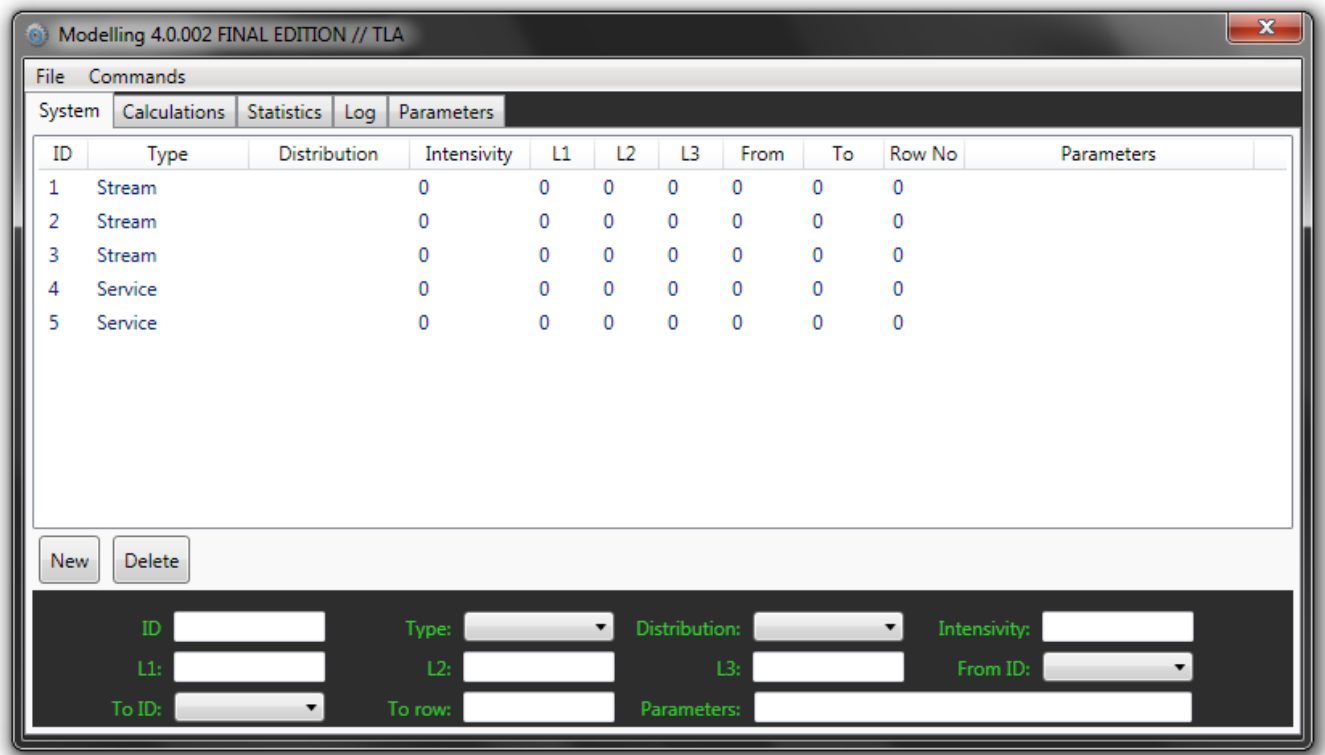 Modelling 4.0.002 FINAL EDITION // TLA
x
File Commands
System Calculations Statistics Log Parameters
ID Type Distribution Intensivity L1 L2 L3 From To Row No Parameters
1 Stream 0 0 0 0 0 0 0
2 Stream 0 0 0 0 0 0 0
3 Stream 0 0 0 0 0 0 0
4 Service 0 0 0 0 0 0 0
5 Service 0 0 0 0 0 0 0
New Delete
ID Type: Distribution: Intensivity:
L1: L2: L3: From ID:
To ID: To row: Parameters: